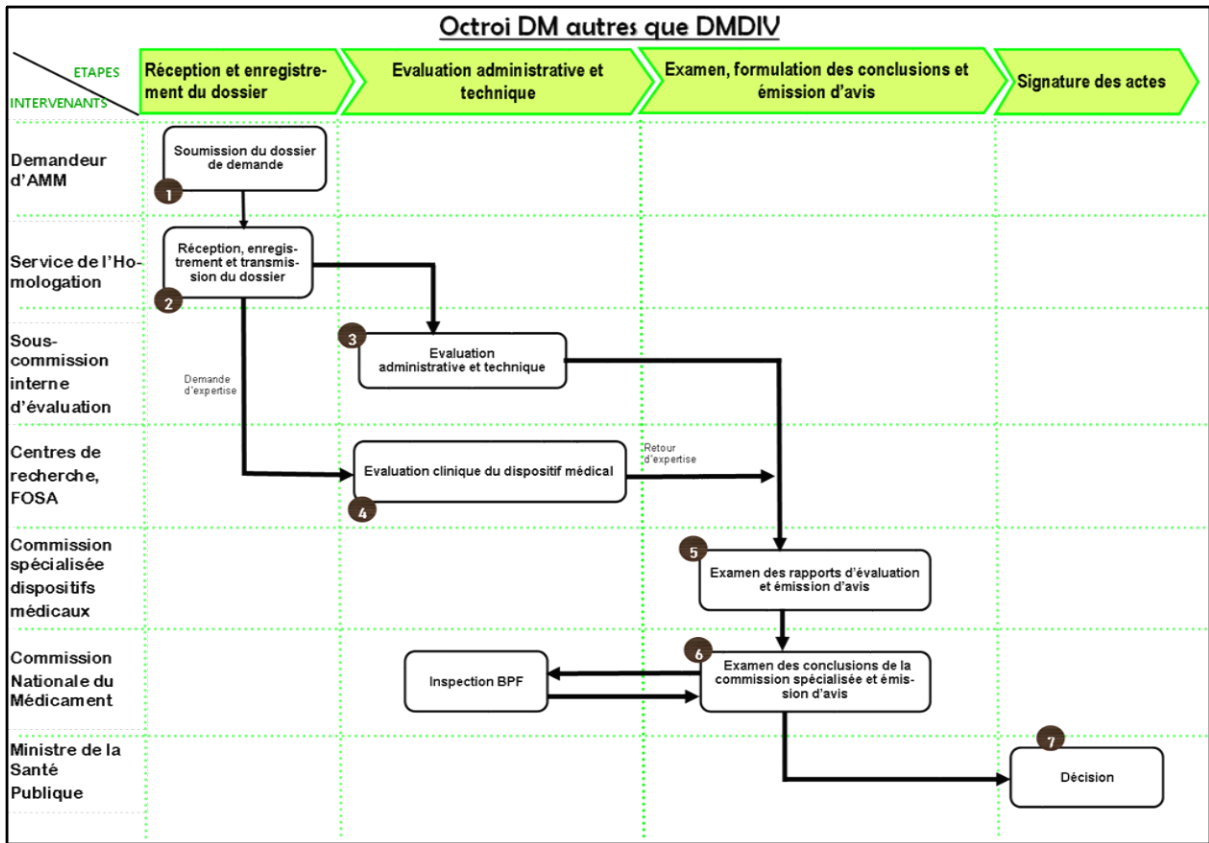 Octroi DM autres que DMDIV
ETAPES
INTERVENANTS
Réception et enregistre-
ment du dossier
Evaluation administrative et
technique
Examen, formulation des conclusions et
émission d'avis
Signature des actes
Demandeur
d'AMM
Soumission du dossier
de demande
1
Service de l'Ho-
mologation
Réception, enregis-
trement et transmis-
sion du dossier
2
Sous-
commission
interne
d'évaluation
3
Evaluation
administrative et technique
Demande
d'expertise
Centres de
recherche,
FOSA
Evaluation clinique du dispositif médical
4
Retour
d'expertise
Commission
spécialisée
dispositifs
médicaux
5
Examen des rapports d'évaluation
et émission d'avis
Commission
Nationale du
Médicament
Inspection BPF
6
Examen des conclusions de la
commission spécialisée et émis-
sion d'avis
Ministre de la
Santé
Publique
7
Décision